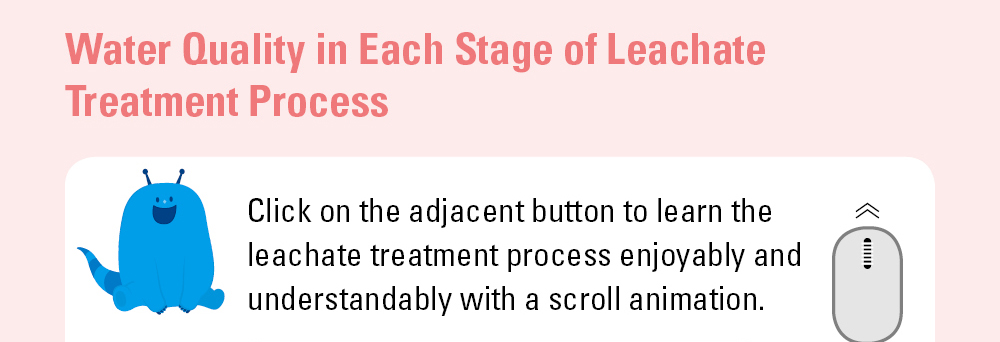 Water Quality in Each Stage of Leachate
Treatment Process
Click on the adjacent button to learn the
leachate treatment process enjoyably and
understandably with a scroll animation.